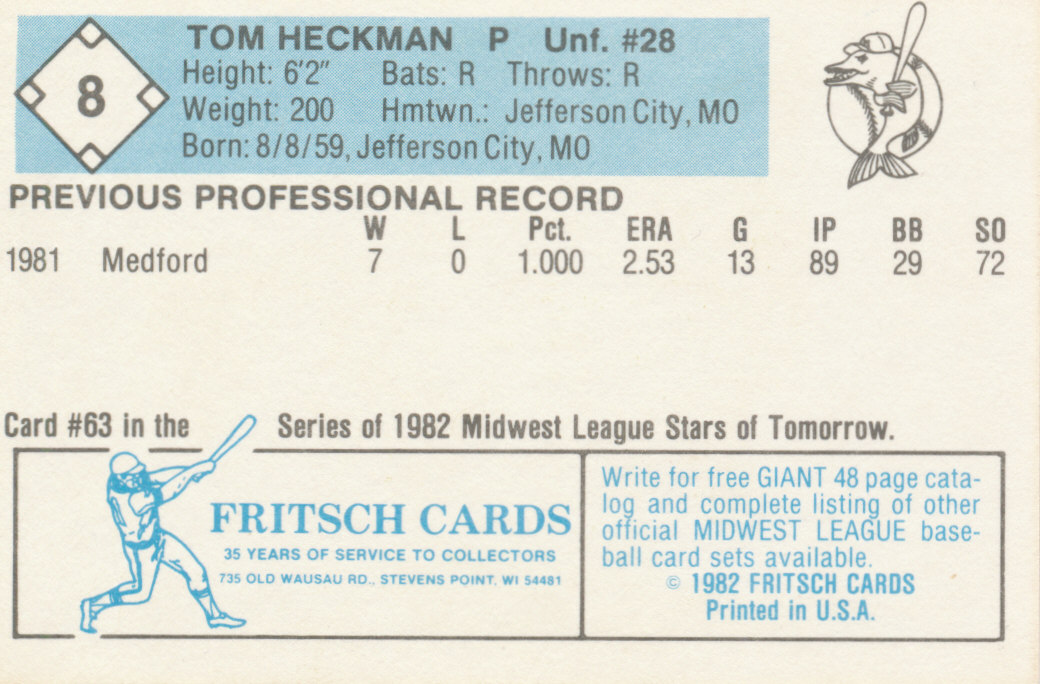 8
TOM HECKMAN P Unf. #28
Height: 6'2" Bats: R Throws: R
Weight: 200 Hmtwn.: Jefferson City, MO
Born: 8/8/59, Jefferson City, MO
PREVIOUS PROFESSIONAL RECORD
W L Pct. ERA G IP BB SO
1981 Medford 7 0 1.000 2.53 13 89 29 72
Card #63 in the Series of 1982 Midwest League Stars of Tomorrow.
FRITSCH CARDS
35 YEARS OF SERVICE TO COLLECTORS
735 OLD WAUSAU RD., STEVENS POINT, WI 54481
Write for free GIANT 48 page cata-
log and complete listing of other
official MIDWEST LEAGUE base-
ball card sets available.
© 1982 FRITSCH CARDS
Printed in U.S.A.